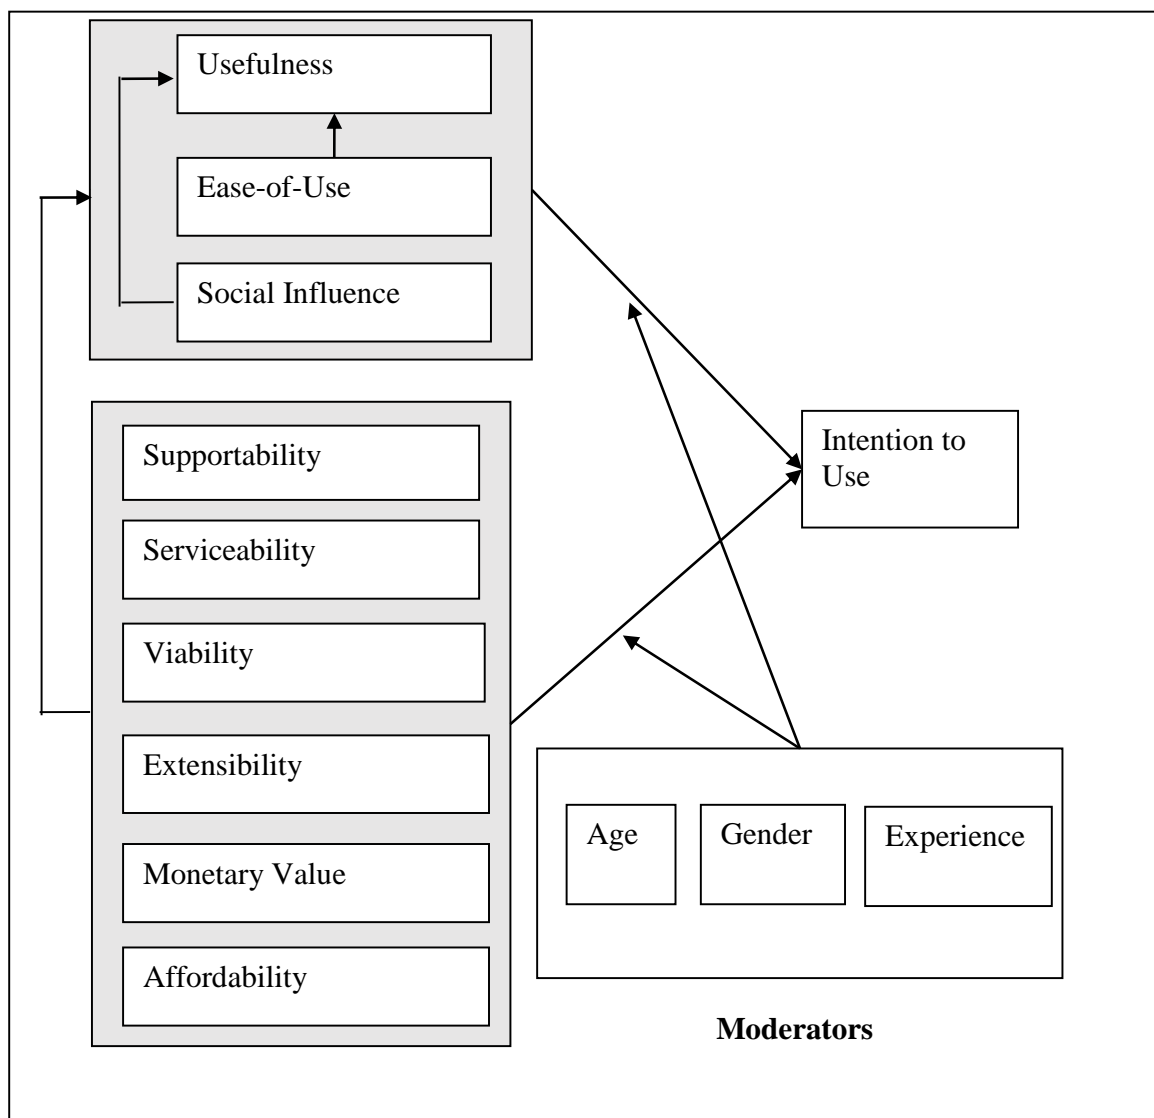 Usefulness
Ease-of-Use
Social Influence
Supportability
Serviceability
Viability
Extensibility
Monetary Value
Affordability
Intention to
Use
Age
Gender
Experience
Moderators